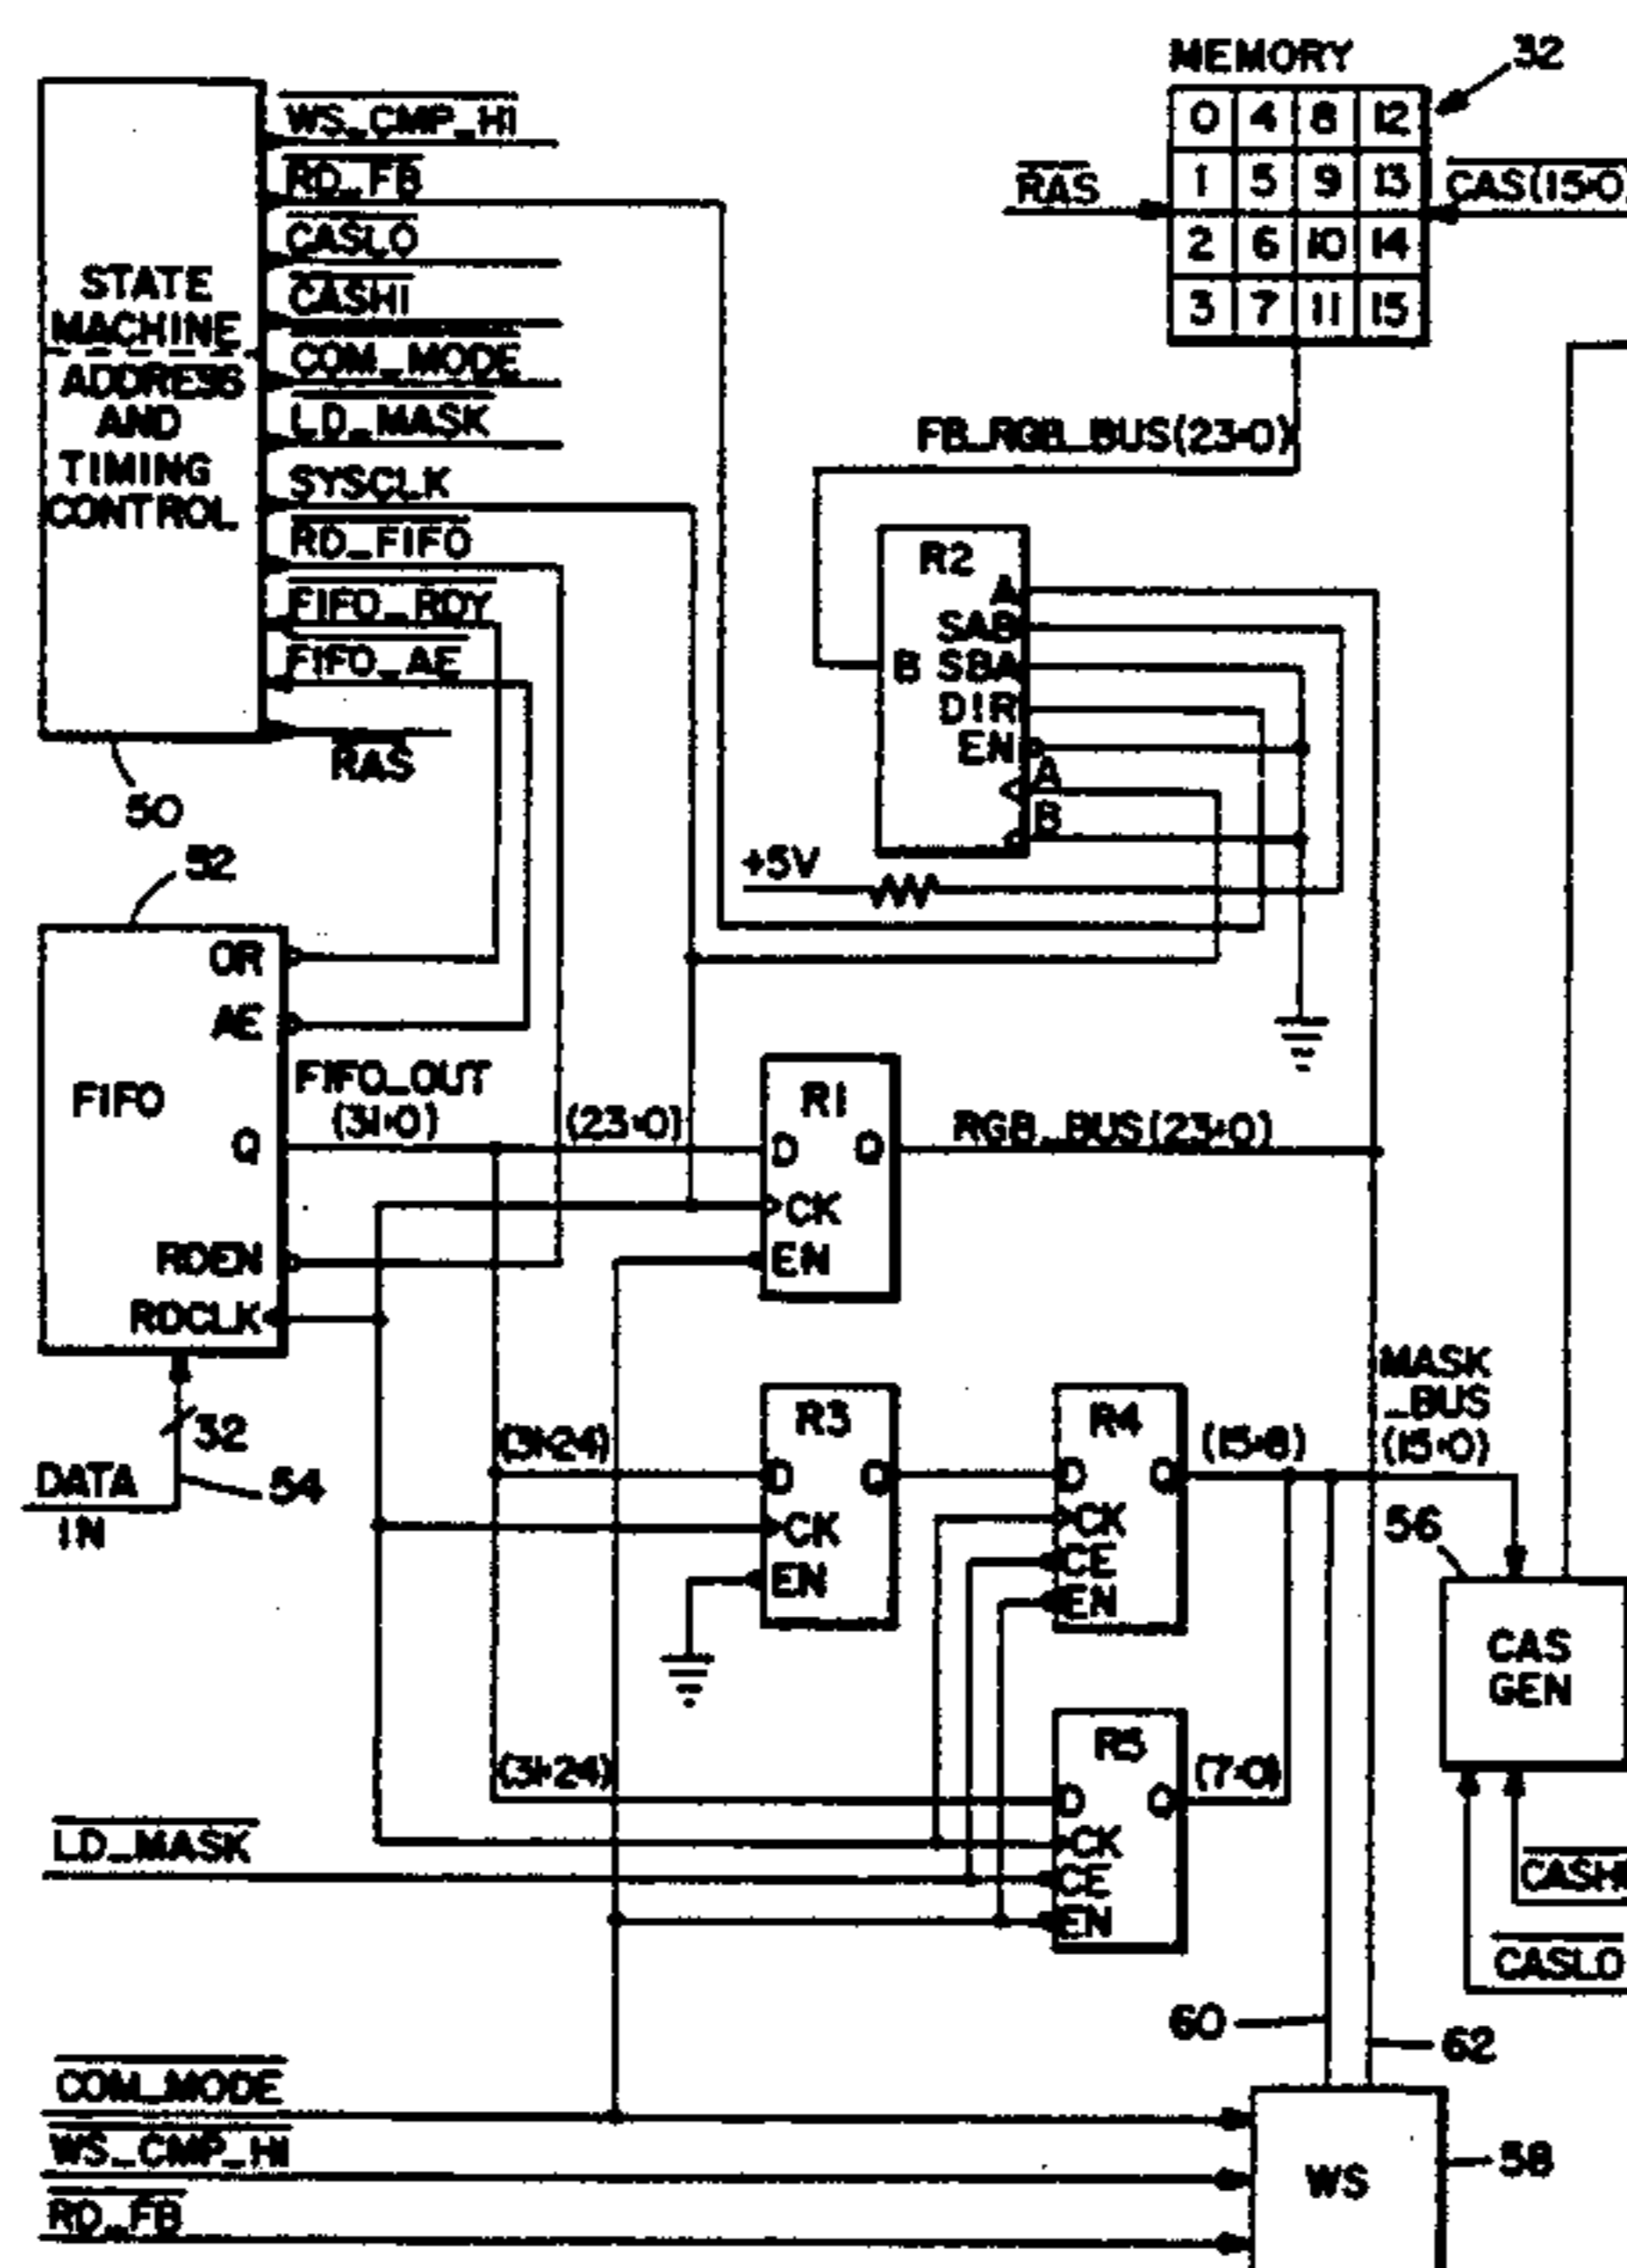 MEMORY
32
0 4 8 12
1 5 9 13
2 6 10 14
3 7 11 15
RAS
CAS(15:0)
WS_CMP_HI
RD_FB
CASLO
CASHI
COM_MODE
LD_MASK
SYSCLK
RD_FIFO
FIFO_RDY
FIFO_AE
RAS
STATE
MACHINE
ADDRESS
AND
TIMING
CONTROL
50
FB_RGB_BUS(23:0)
R2
A
SAB
B SBA
DIR
EN
A
B
+5V
52
OR
AE
FIFO
Q
RDEN
RDCLK
FIFO_OUT
(31:0)
(23:0)
R1
D Q
CK
EN
RGB_BUS(23:0)
32
DATA
IN
54
(31:24)
R3
D Q
CK
EN
R4
D Q
CK
CE
EN
(15:8)
MASK
_BUS
(15:0)
56
CAS
GEN
(31:24)
R5
D Q
CK
CE
EN
(7:0)
LD_MASK
CASHI
CASLO
60
62
COM_MODE
WS_CMP_HI
RD_FB
WS
58